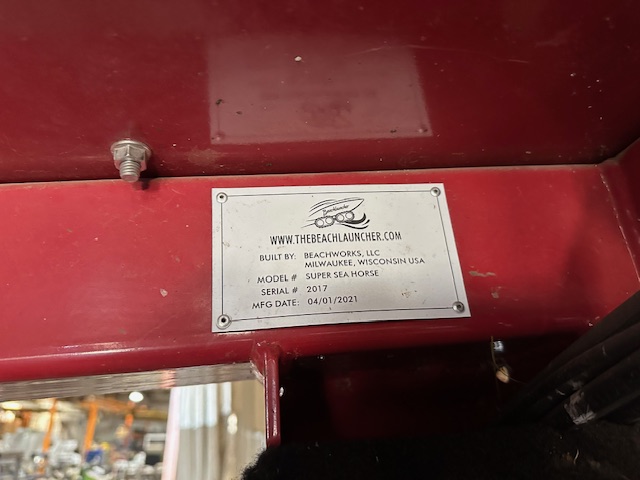 Beachlauncher
WWW.THEBEACHLAUNCHER.COM
BUILT BY: BEACHWORKS, LLC
MILWAUKEE, WISCONSIN USA
MODEL # SUPER SEA HORSE
SERIAL # 2017
MFG DATE: 04/01/2021